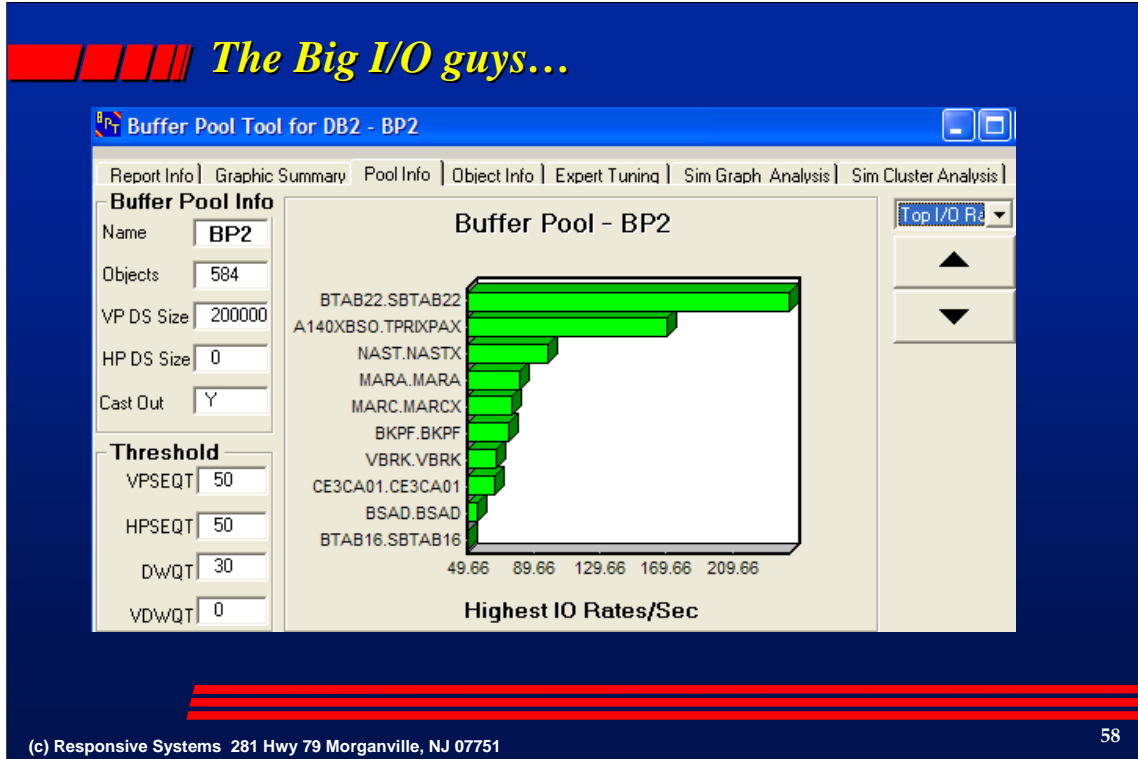 The Big I/O guys…
BPT Buffer Pool Tool for DB2 - BP2
Report Info Graphic Summary Pool Info Object Info Expert Tuning Sim Graph Analysis Sim Cluster Analysis
Buffer Pool Info
Name BP2
Objects 584
VP DS Size 200000
HP DS Size 0
Cast Out Y
Threshold
VPSEQT 50
HPSEQT 50
DWQT 30
VDWQT 0
Buffer Pool - BP2
BTAB22.SBTAB22
A140XBSO.TPRIXPAX
NAST.NASTX
MARA.MARA
MARC.MARCX
BKPF.BKPF
VBRK.VBRK
CE3CA01.CE3CA01
BSAD.BSAD
BTAB16.SBTAB16
49.66 89.66 129.66 169.66 209.66
Highest IO Rates/Sec
Top I/O Ra
(c) Responsive Systems 281 Hwy 79 Morganville, NJ 07751
58